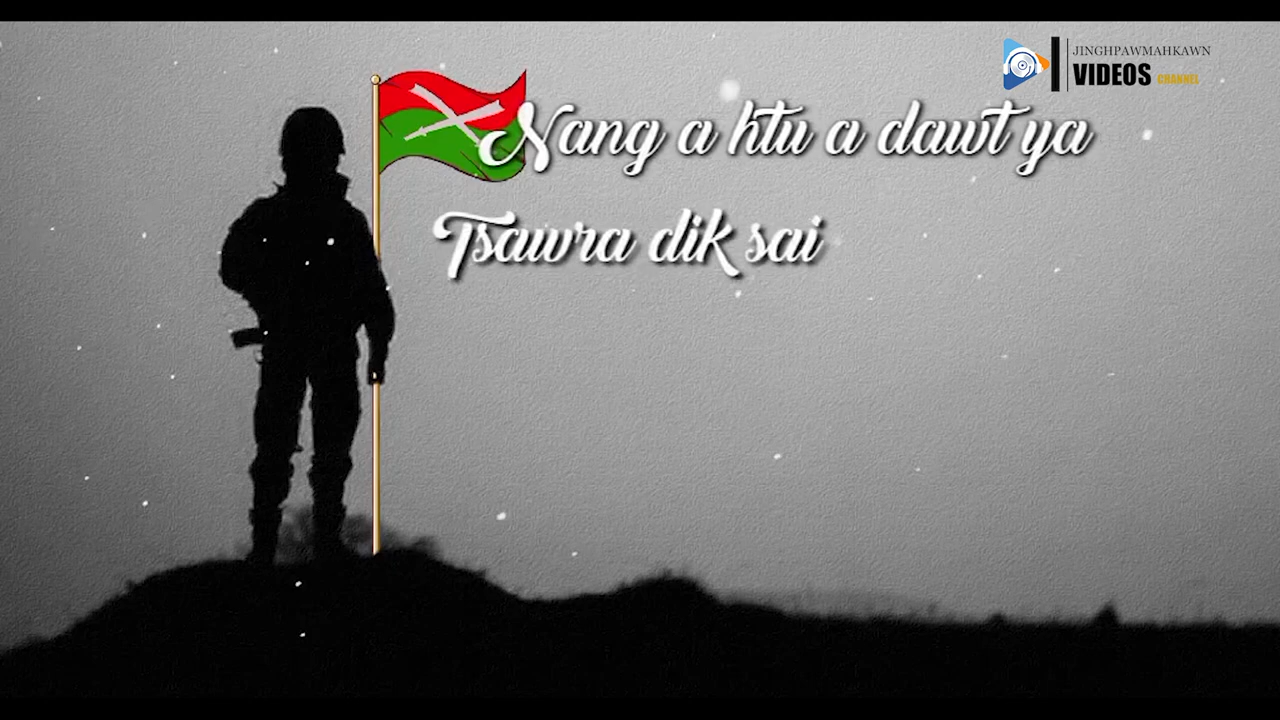 JINGHPAWMAHKAWN
VIDEOS CHANNEL
Nang a htu a dawt ya
Tsawra dik sai